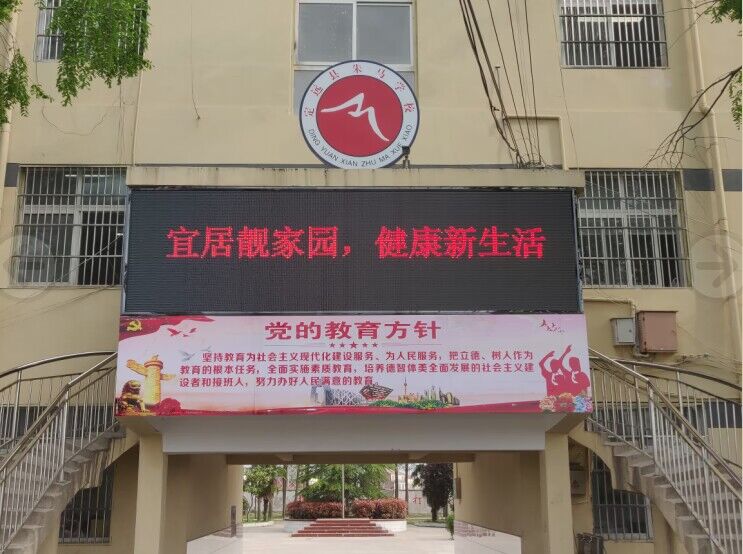 定远县朱马学校
DING YUAN XIAN ZHU MA XUE XIAO
宜居靓家园，健康新生活
党的教育方针
坚持教育为社会主义现代化建设服务、为人民服务，把立德、树人作为
教育的根本任务，全面实施素质教育，培养德智体美全面发展的社会主义建
设者和接班人，努力办好人民满意的教育。